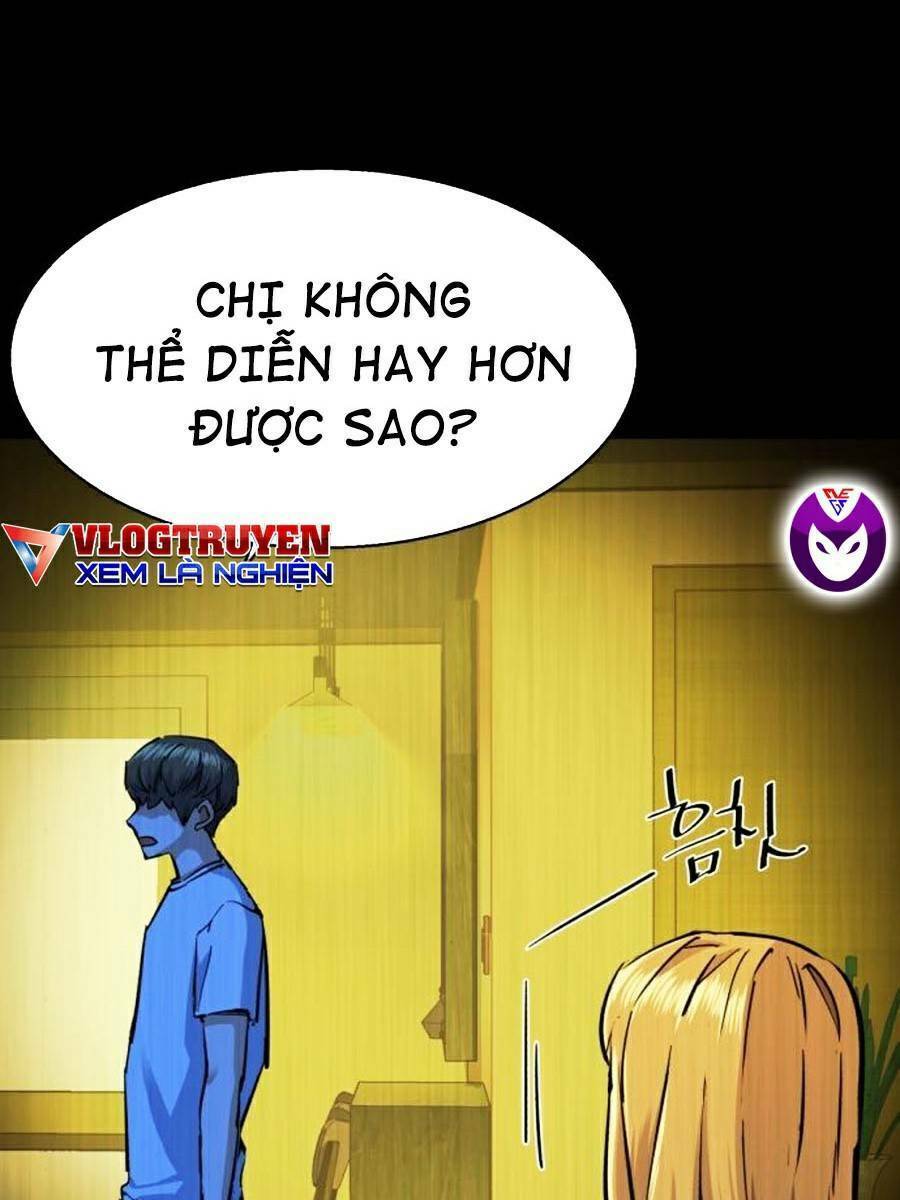 CHỊ KHÔNG
THỂ DIỄN HAY HƠN
ĐƯỢC SAO?
VLOGTRUYEN
XEM LÀ NGHIỆN
흠칫